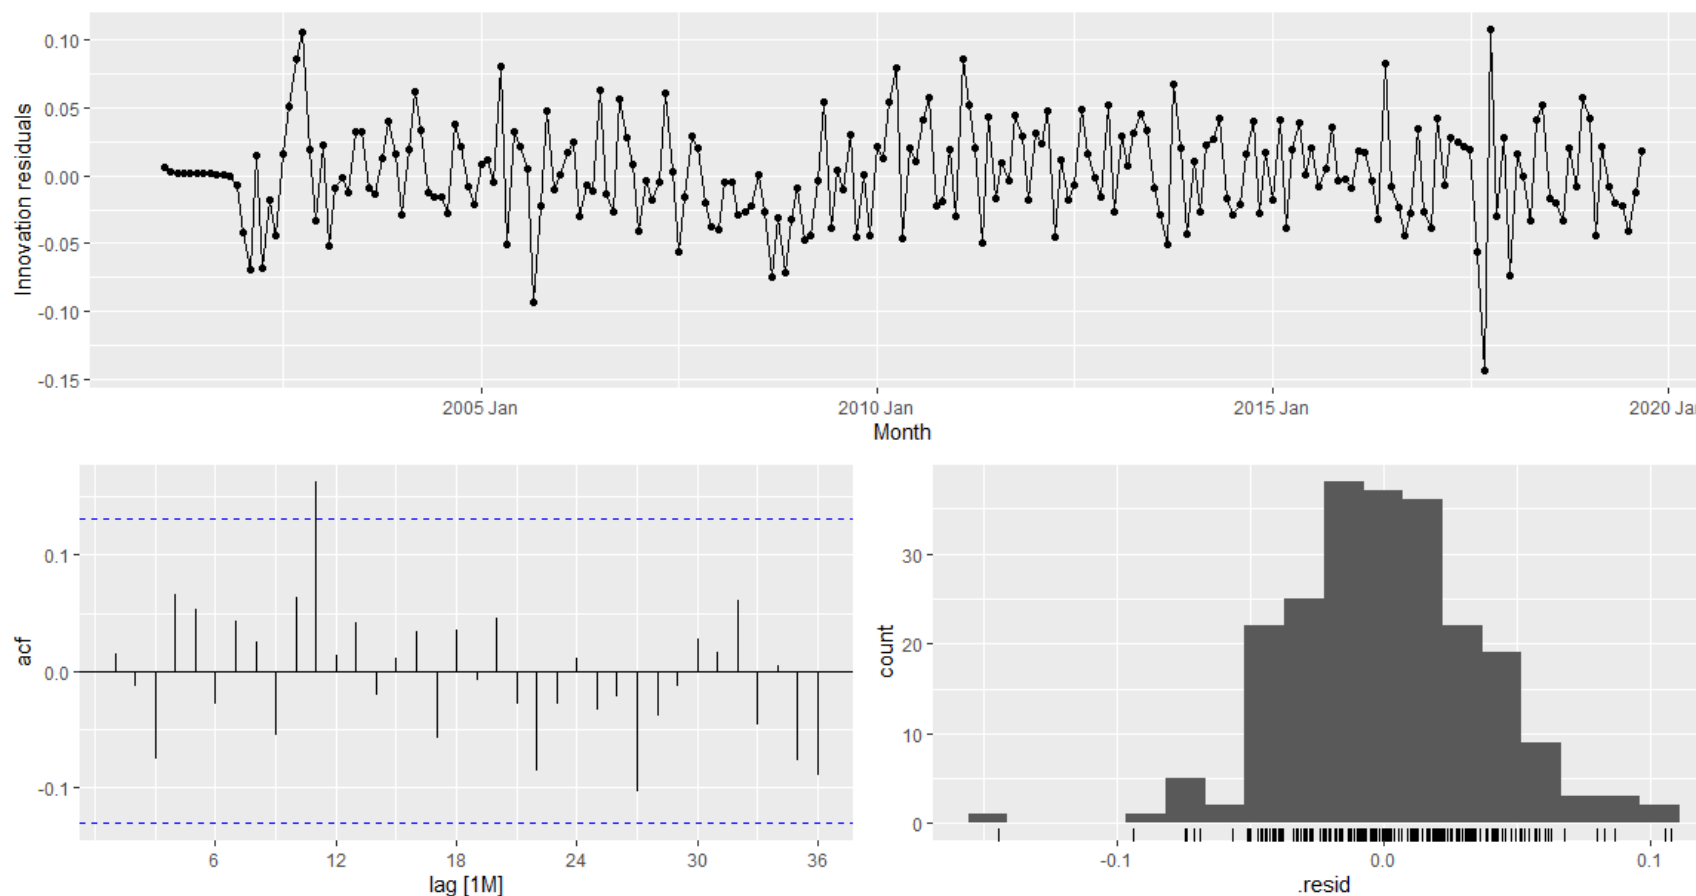 0.10
0.05
0.00
-0.05
-0.10
-0.15
Innovation residuals
2005 Jan
2010 Jan
2015 Jan
2020 Jan
Month
0.1
0.0
-0.1
acf
6
12
18
24
30
36
lag [1M]
30
20
10
0
count
-0.1
0.0
0.1
.resid